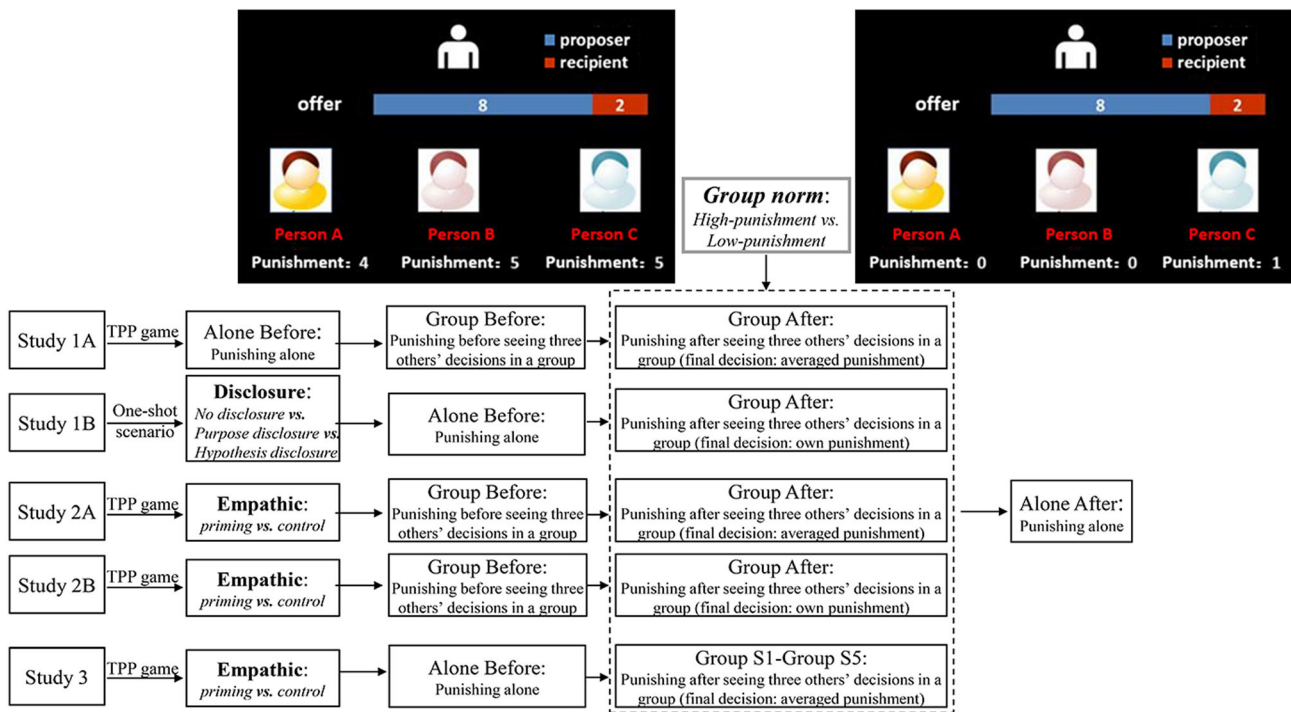 proposer
recipient
offer
8
2
Person A
Person B
Person C
Punishment: 4
Punishment: 5
Punishment: 5
proposer
recipient
offer
8
2
Person A
Person B
Person C
Punishment: 0
Punishment: 0
Punishment: 1
Group norm:
High-punishment vs.
Low-punishment
Study 1A
TPP game
Alone Before:
Punishing alone
Group Before:
Punishing before seeing three
others' decisions in a group
Group After:
Punishing after seeing three others' decisions in a
group (final decision: averaged punishment)
Study 1B
One-shot
scenario
Disclosure:
No disclosure vs.
Purpose disclosure vs.
Hypothesis disclosure
Alone Before:
Punishing alone
Group After:
Punishing after seeing three others' decisions in a
group (final decision: own punishment)
Study 2A
TPP game
Empathic:
priming vs. control
Group Before:
Punishing before seeing three
others' decisions in a group
Group After:
Punishing after seeing three others' decisions in a
group (final decision: averaged punishment)
Alone After:
Punishing alone
Study 2B
TPP game
Empathic:
priming vs. control
Group Before:
Punishing before seeing three
others' decisions in a group
Group After:
Punishing after seeing three others' decisions in a
group (final decision: own punishment)
Study 3
TPP game
Empathic:
priming vs. control
Alone Before:
Punishing alone
Group S1-Group S5:
Punishing after seeing three others' decisions in a
group (final decision: averaged punishment)